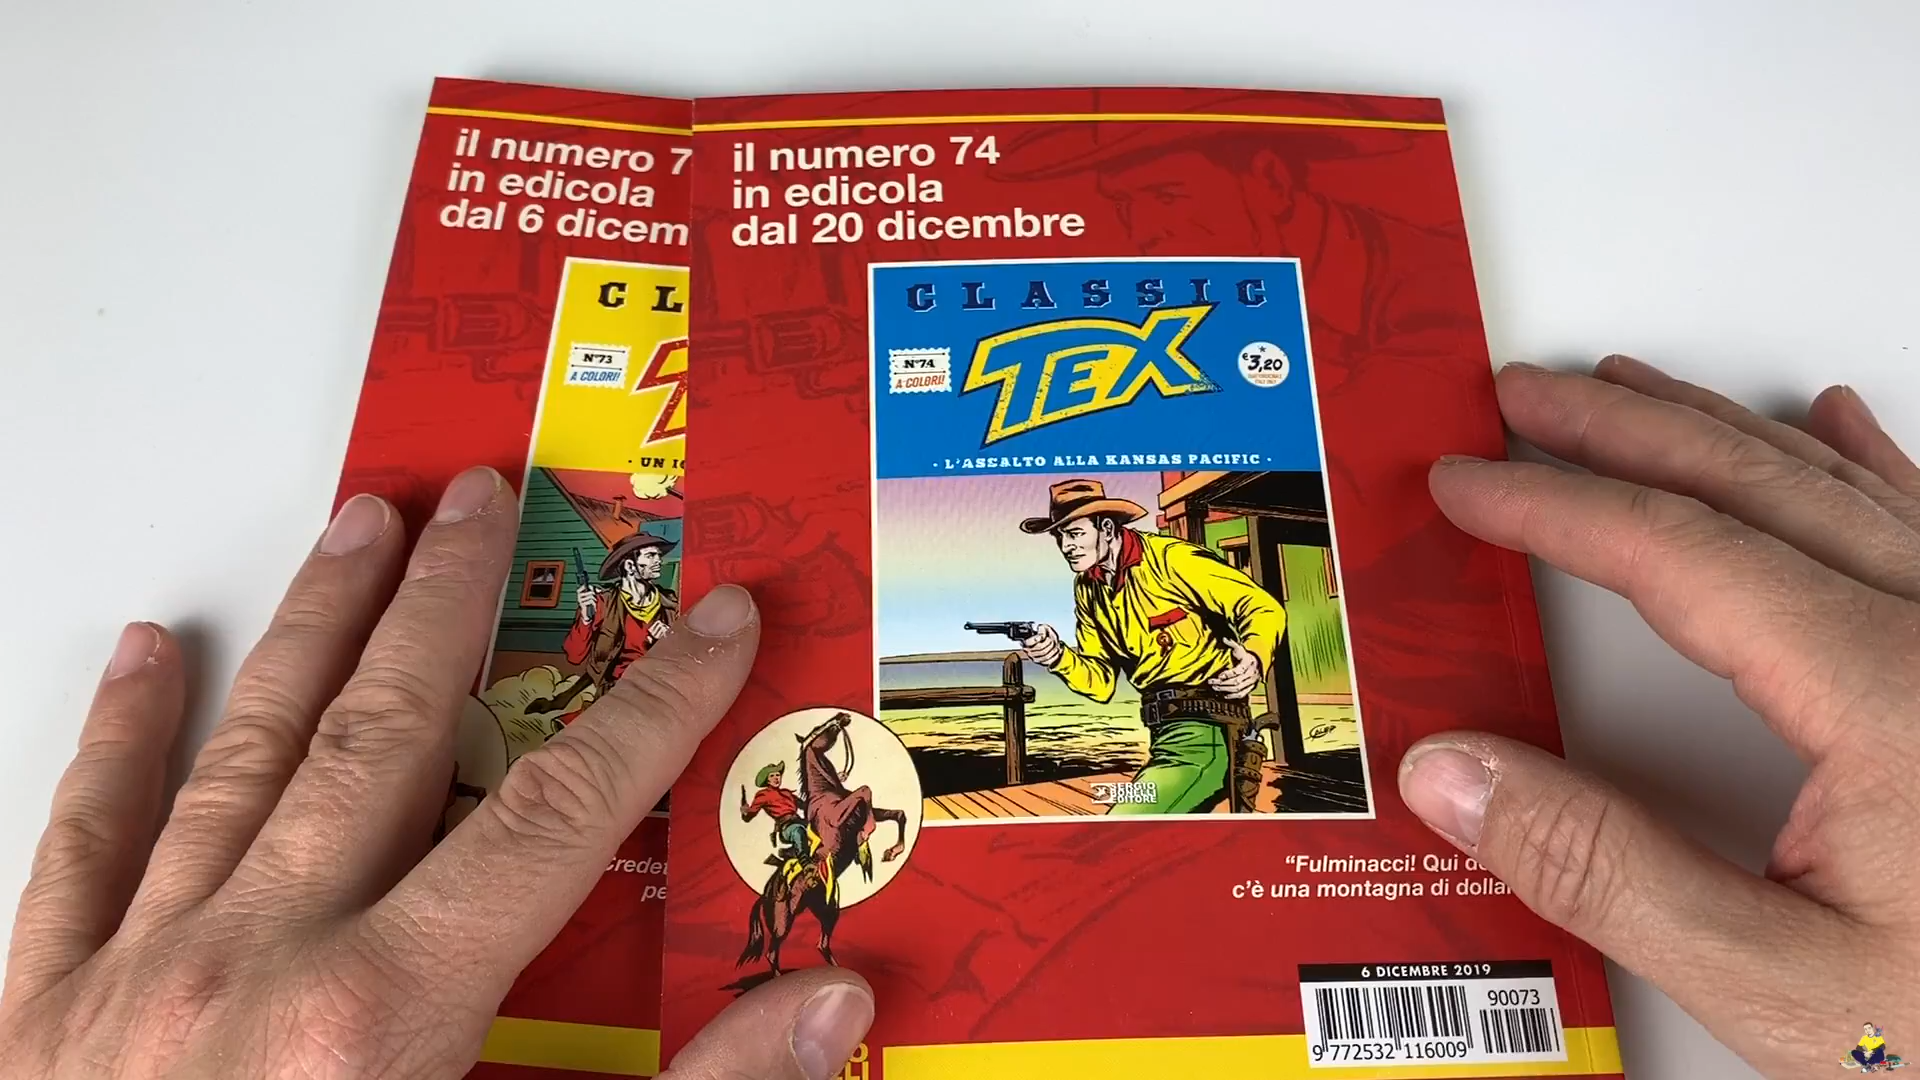 il numero 7
in edicola
dal 6 dicem
CL
N°73
A COLORI!
UN
Credet
pe
il numero 74
in edicola
dal 20 dicembre
CLASSIC
N°74
A COLORI!
TEX
€3,20
· L'ASSALTO ALLA KANSAS PACIFIC ·
SERGIO
BONELLI
EDITORE
“Fulminacci! Qui
c'è una montagna di dollar
6 DICEMBRE 2019
90073
9 772532 116009